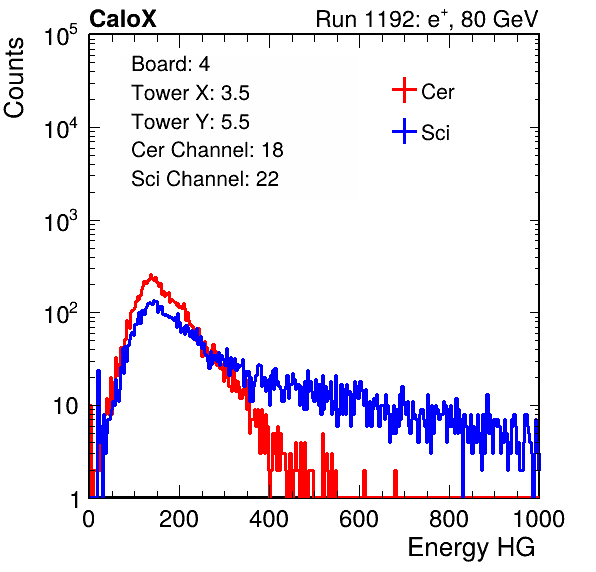 CaloX Run 1192: e⁺, 80 GeV
Counts
10⁵
10⁴
10³
10²
10
1
Board: 4
Tower X: 3.5
Tower Y: 5.5
Cer Channel: 18
Sci Channel: 22
Cer
Sci
0 200 400 600 800 1000
Energy HG